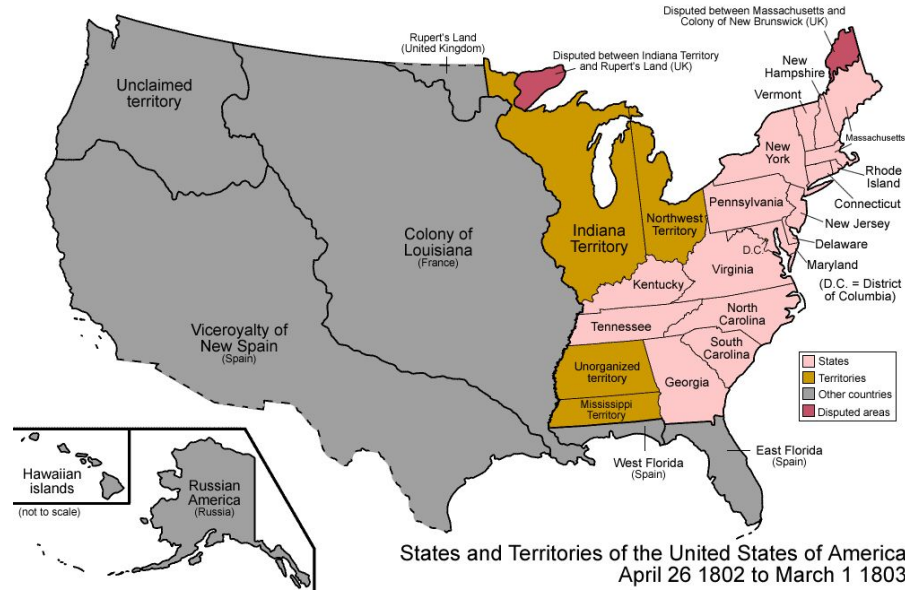 Disputed between Massachusetts
and Colony of New Brunswick (UK)
Rupert's Land
(United Kingdom)
Disputed between Indiana Territory
and Rupert's Land (UK)
New
Hampshire
Vermont
Unclaimed
territory
Massachusetts
New
York
Rhode
Island
Connecticut
Pennsylvania
New Jersey
Northwest
Territory
Indiana
Territory
Colony of
Louisiana
(France)
D.C.
Delaware
Maryland
(D.C. = District
of Columbia)
Virginia
Kentucky
North
Carolina
Tennessee
Viceroyalty of
New Spain
(Spain)
South
Carolina
Unorganized
territory
Georgia
Mississippi
Territory
States
Territories
Other countries
Disputed areas
East Florida
(Spain)
West Florida
(Spain)
Hawaiian
islands
(not to scale)
Russian
America
(Russia)
States and Territories of the United States of America
April 26 1802 to March 1 1803